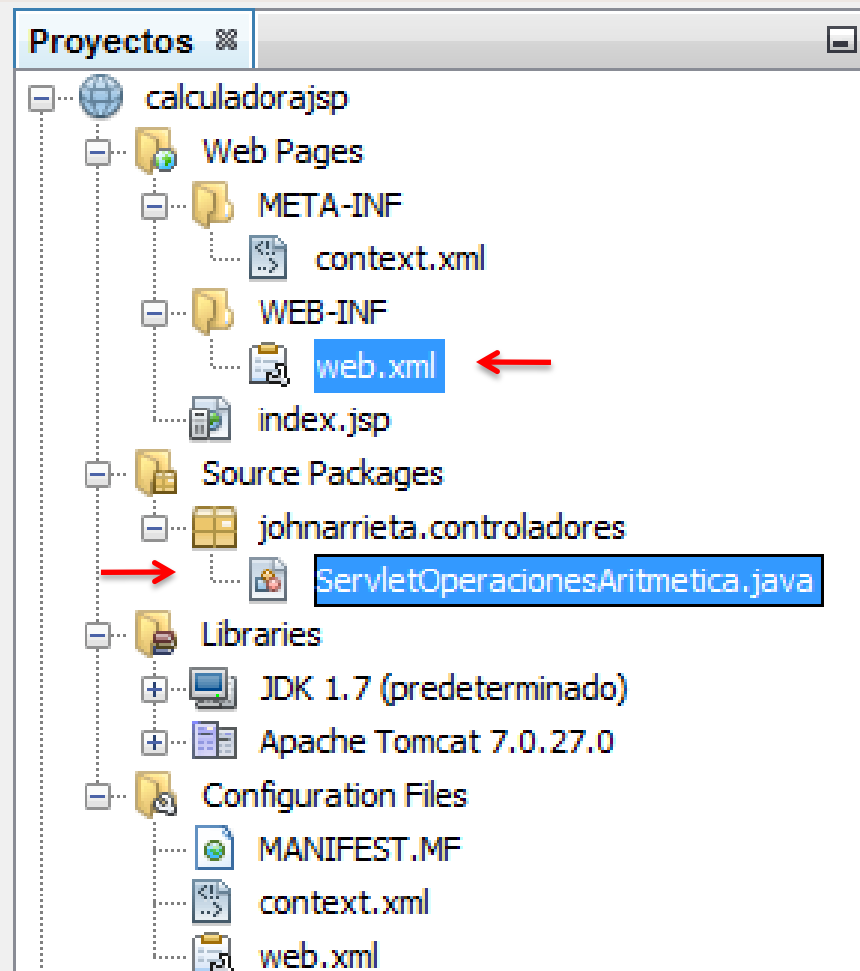 Proyectos
calculadorajsp
Web Pages
META-INF
context.xml
WEB-INF
web.xml
index.jsp
Source Packages
johnarrieta.controladores
ServletOperacionesAritmetica.java
Libraries
JDK 1.7 (predeterminado)
Apache Tomcat 7.0.27.0
Configuration Files
MANIFEST.MF
context.xml
web.xml